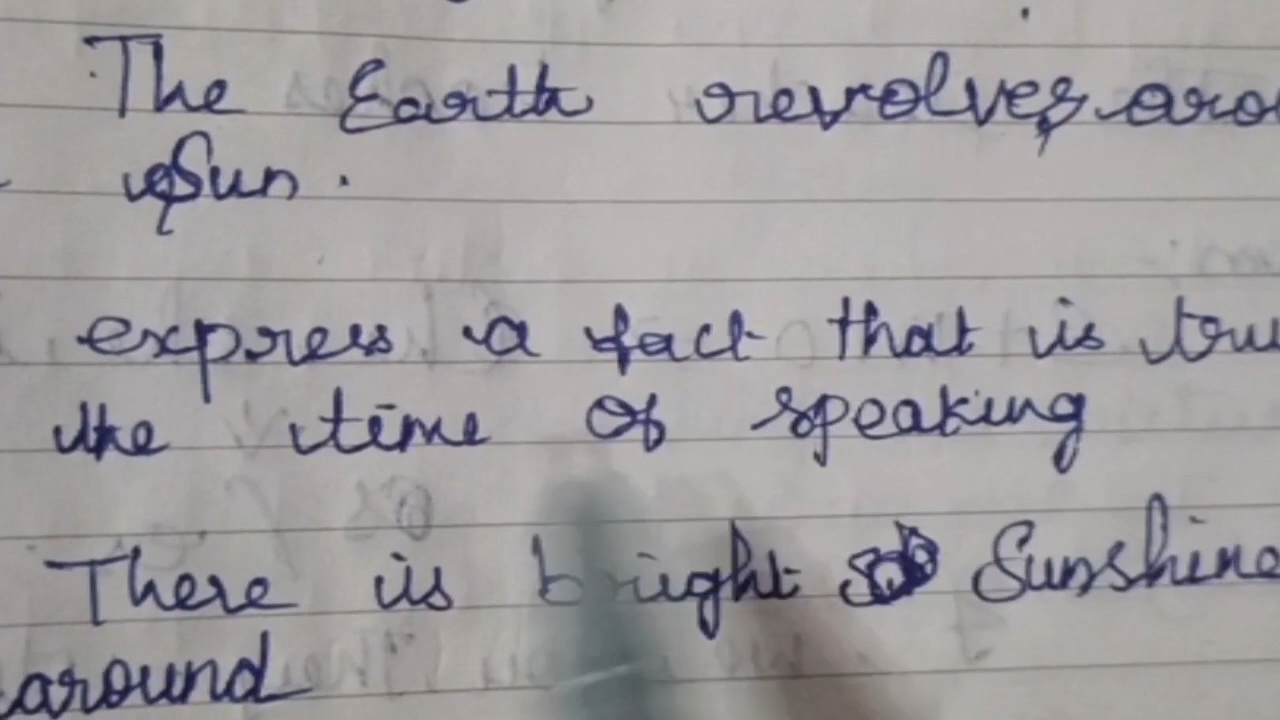 The Earth revolves aro
Sun.
express a fact that is tru
the time of speaking
There is bright Sunshine
around